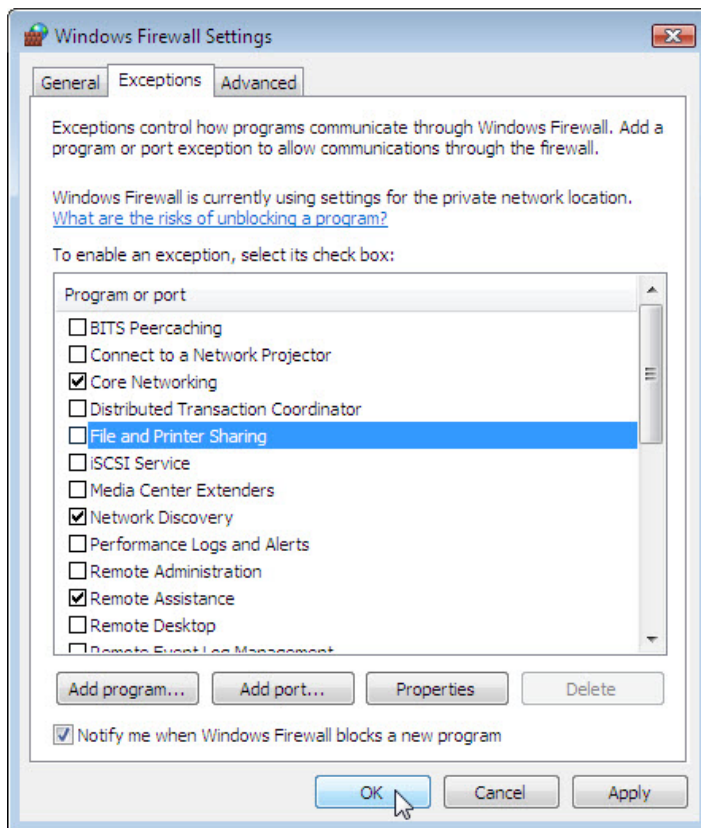 Windows Firewall Settings
General Exceptions Advanced
Exceptions control how programs communicate through Windows Firewall. Add a
program or port exception to allow communications through the firewall.
Windows Firewall is currently using settings for the private network location.
What are the risks of unblocking a program?
To enable an exception, select its check box:
Program or port
BITS Peercaching
Connect to a Network Projector
Core Networking
Distributed Transaction Coordinator
File and Printer Sharing
iSCSI Service
Media Center Extenders
Network Discovery
Performance Logs and Alerts
Remote Administration
Remote Assistance
Remote Desktop
Remote Event Log Management
Add program... Add port... Properties Delete
Notify me when Windows Firewall blocks a new program
OK Cancel Apply